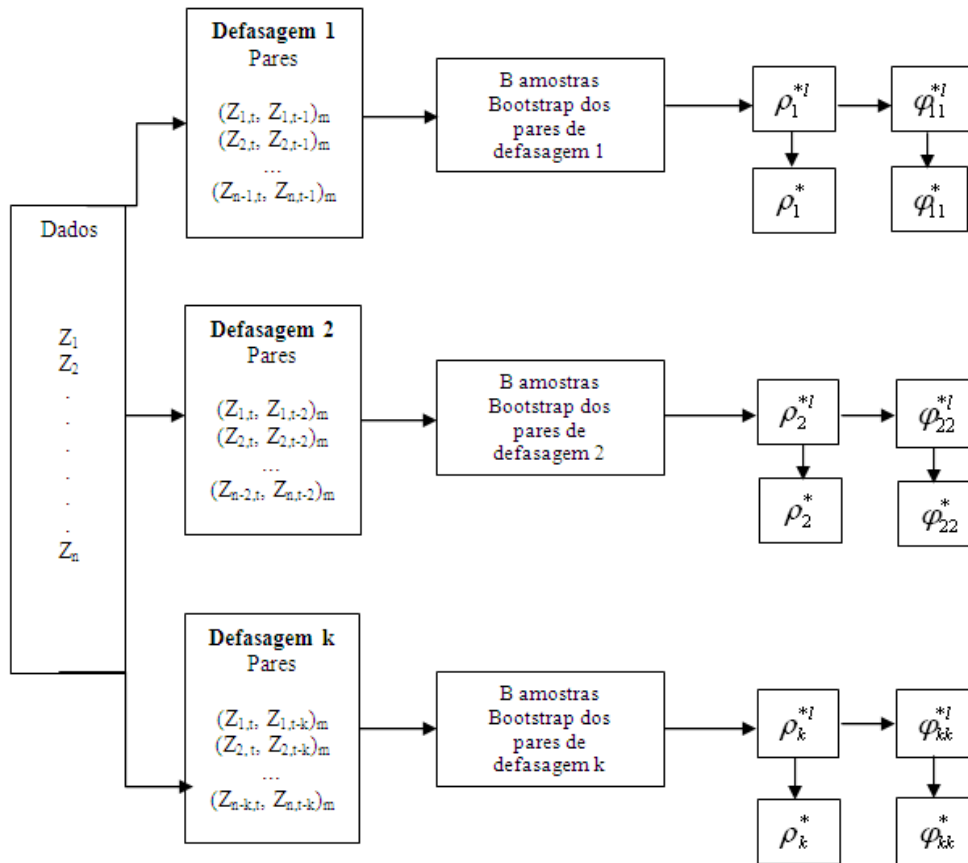 Dados
Z₁
Z₂
.
.
.
.
.
.
Zₙ
Defasagem 1
Pares
(Z₁,ₜ, Z₁,ₜ₋₁)ₘ
(Z₂,ₜ, Z₂,ₜ₋₁)ₘ
...
(Zₙ₋₁,ₜ, Zₙ,ₜ₋₁)ₘ
B amostras
Bootstrap dos
pares de
defasagem 1
ρ₁*ˡ
φ₁₁*ˡ
ρ₁*
φ₁₁*
Defasagem 2
Pares
(Z₁,ₜ, Z₁,ₜ₋₂)ₘ
(Z₂,ₜ, Z₂,ₜ₋₂)ₘ
...
(Zₙ₋₂,ₜ, Zₙ,ₜ₋₂)ₘ
B amostras
Bootstrap dos
pares de
defasagem 2
ρ₂*ˡ
φ₂₂*ˡ
ρ₂*
φ₂₂*
Defasagem k
Pares
(Z₁,ₜ, Z₁,ₜ₋ₖ)ₘ
(Z₂,ₜ, Z₂,ₜ₋ₖ)ₘ
...
(Zₙ₋ₖ,ₜ, Zₙ,ₜ₋ₖ)ₘ
B amostras
Bootstrap dos
pares de
defasagem k
ρₖ*ˡ
φₖₖ*ˡ
ρₖ*
φₖₖ*